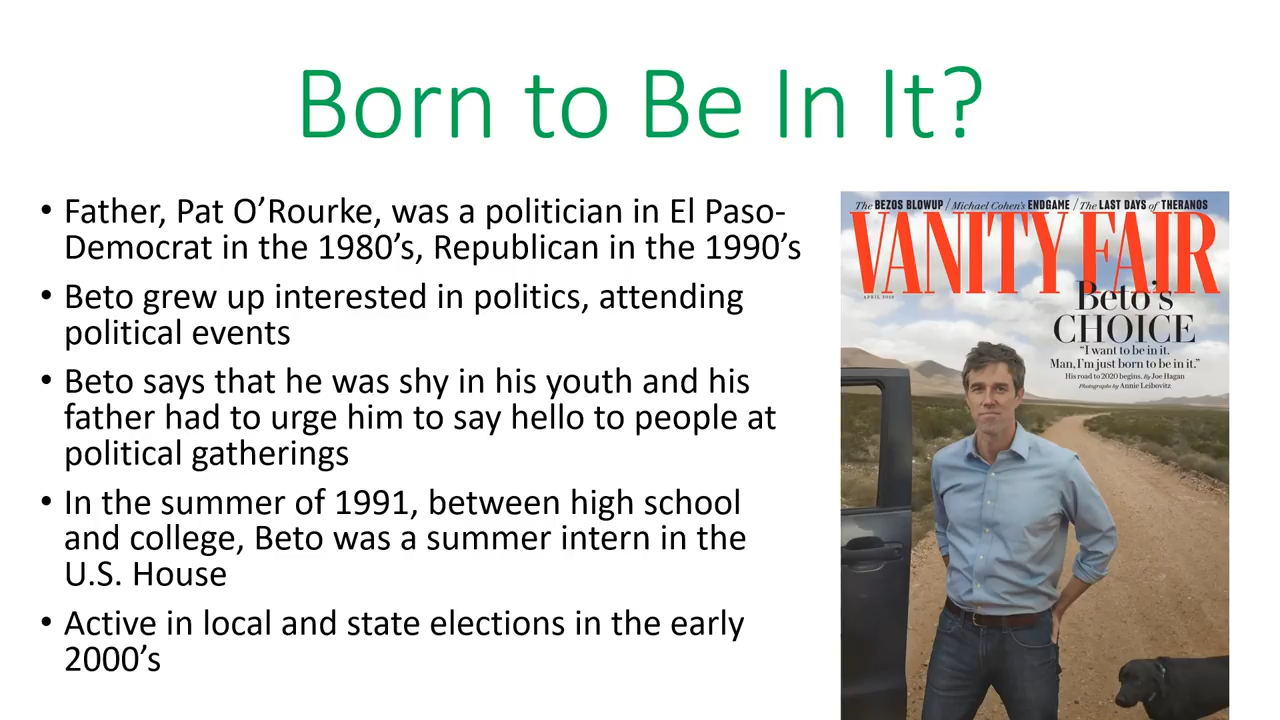 Born to Be In It?
• Father, Pat O’Rourke, was a politician in El Paso-
Democrat in the 1980’s, Republican in the 1990’s
• Beto grew up interested in politics, attending
political events
• Beto says that he was shy in his youth and his
father had to urge him to say hello to people at
political gatherings
• In the summer of 1991, between high school
and college, Beto was a summer intern in the
U.S. House
• Active in local and state elections in the early
2000’s
The BEZOS BLOWUP / Michael Cohen's ENDGAME / The LAST DAYS of THERANOS
VANITY FAIR
APRIL 2019
Beto's
CHOICE
“I want to be in it.
Man, I'm just born to be in it.”
His road to 2020 begins. By Joe Hagan
Photographs by Annie Leibovitz